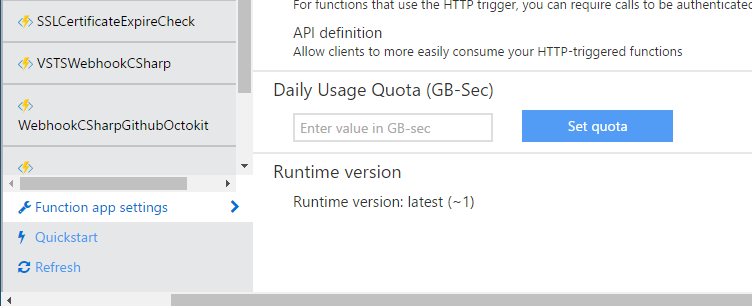 SSLCertificateExpireCheck
VSTSWebhookCSharp
WebhookCSharpGithubOctokit
Function app settings
Quickstart
Refresh
For functions that use the HTTP trigger, you can require calls to be authenticated
API definition
Allow clients to more easily consume your HTTP-triggered functions
Daily Usage Quota (GB-Sec)
Enter value in GB-sec
Set quota
Runtime version
Runtime version: latest (~1)